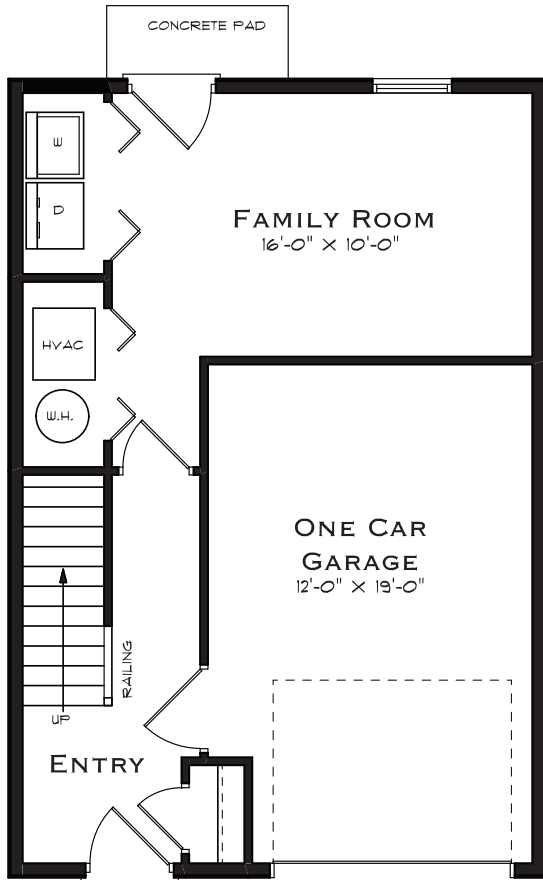 CONCRETE PAD
W
D
FAMILY ROOM
16'-0" X 10'-0"
HVAC
W.H.
ONE CAR
GARAGE
12'-0" X 19'-0"
RAILING
UP
ENTRY